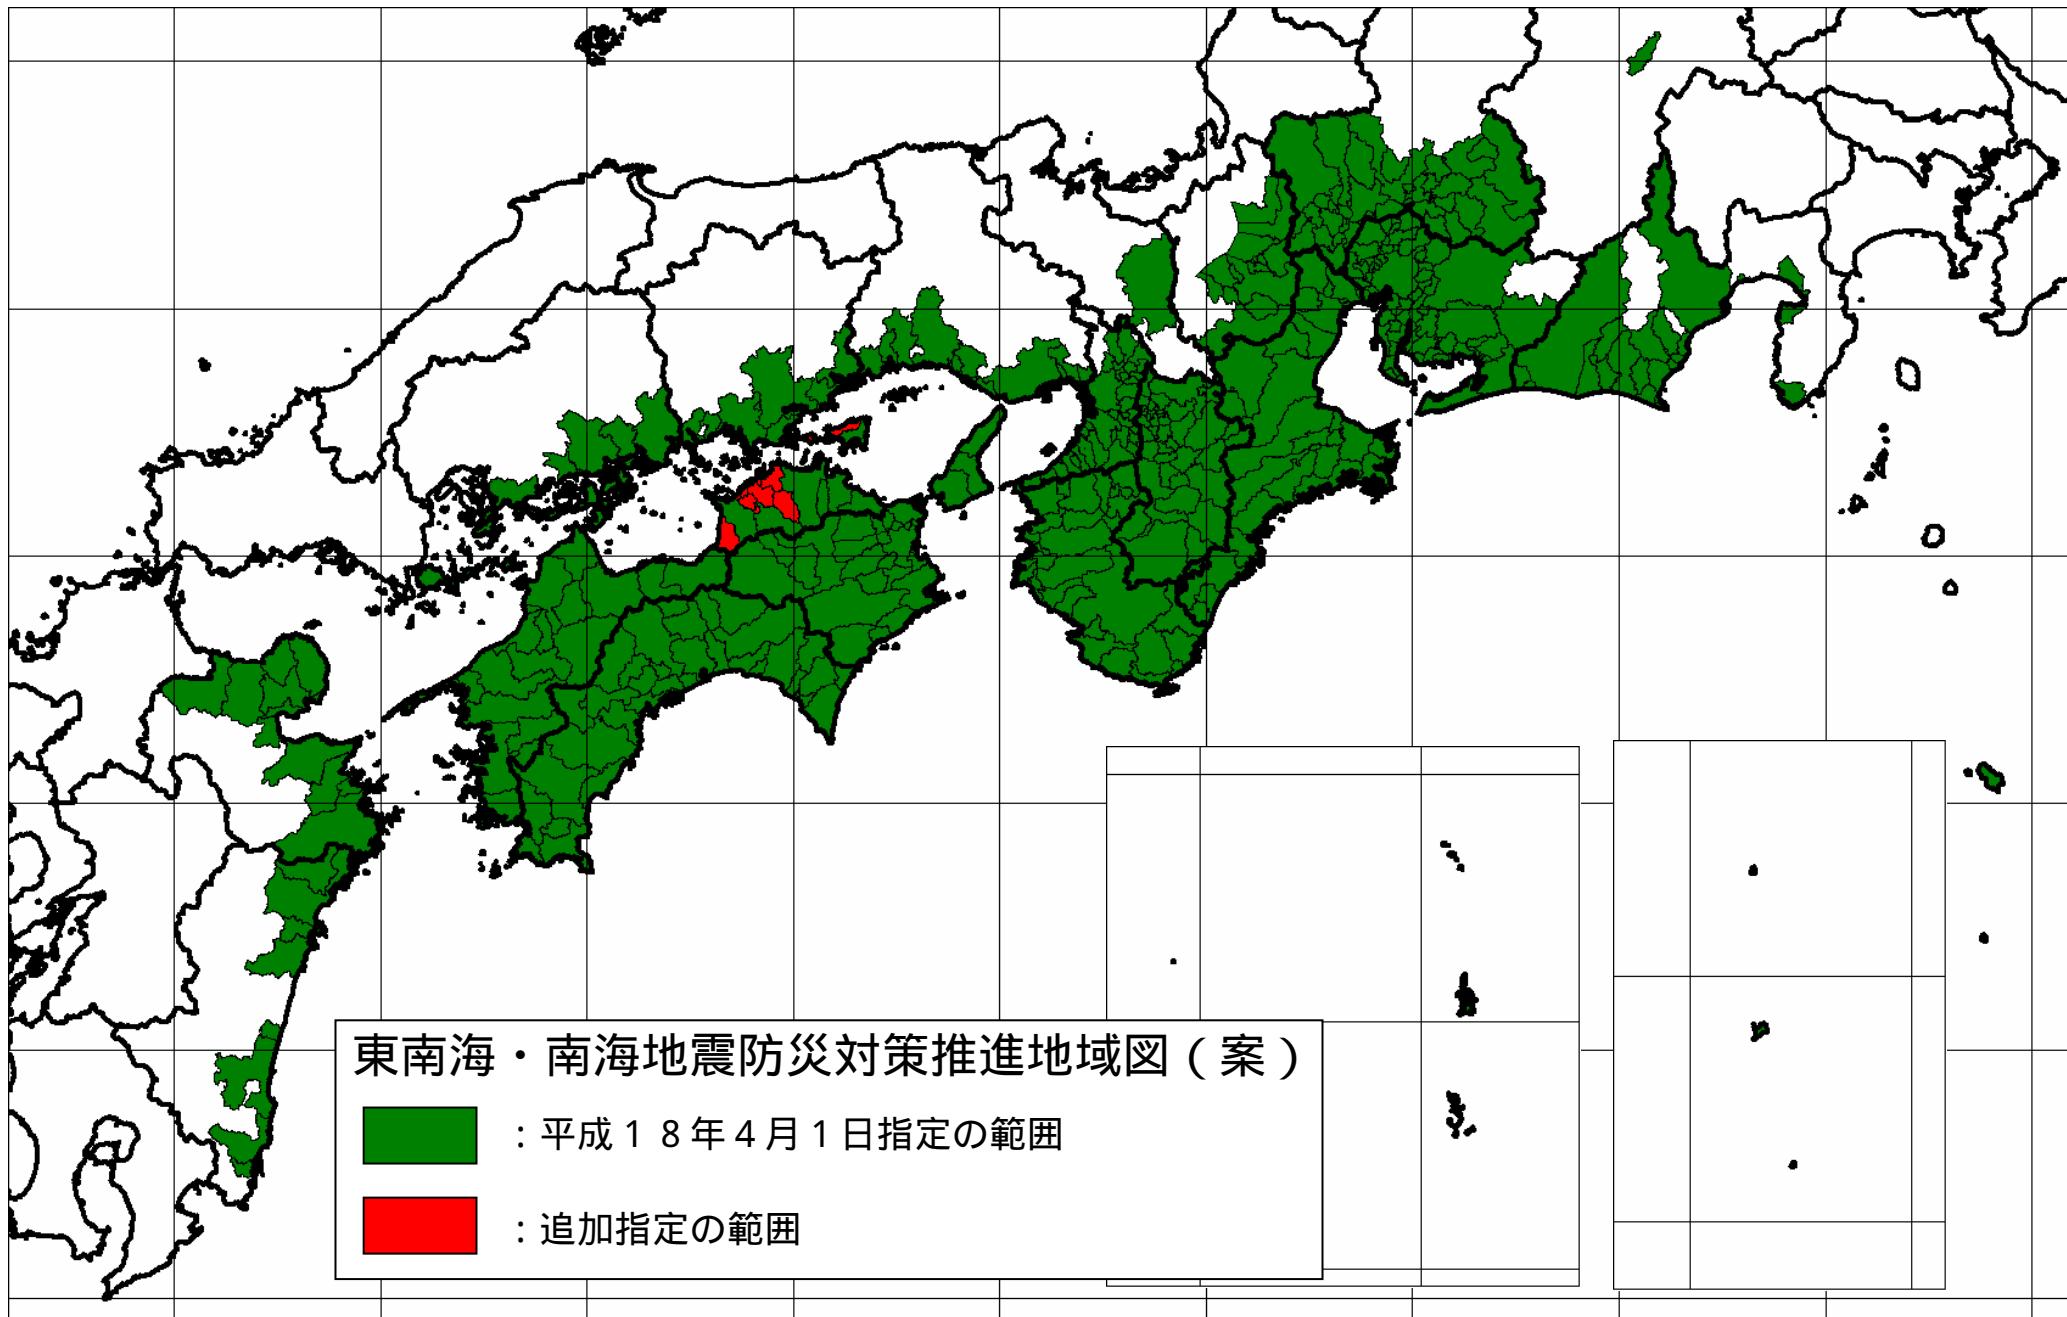 東南海・南海地震防災対策推進地域図（案）
：平成１８年４月１日指定の範囲
：追加指定の範囲